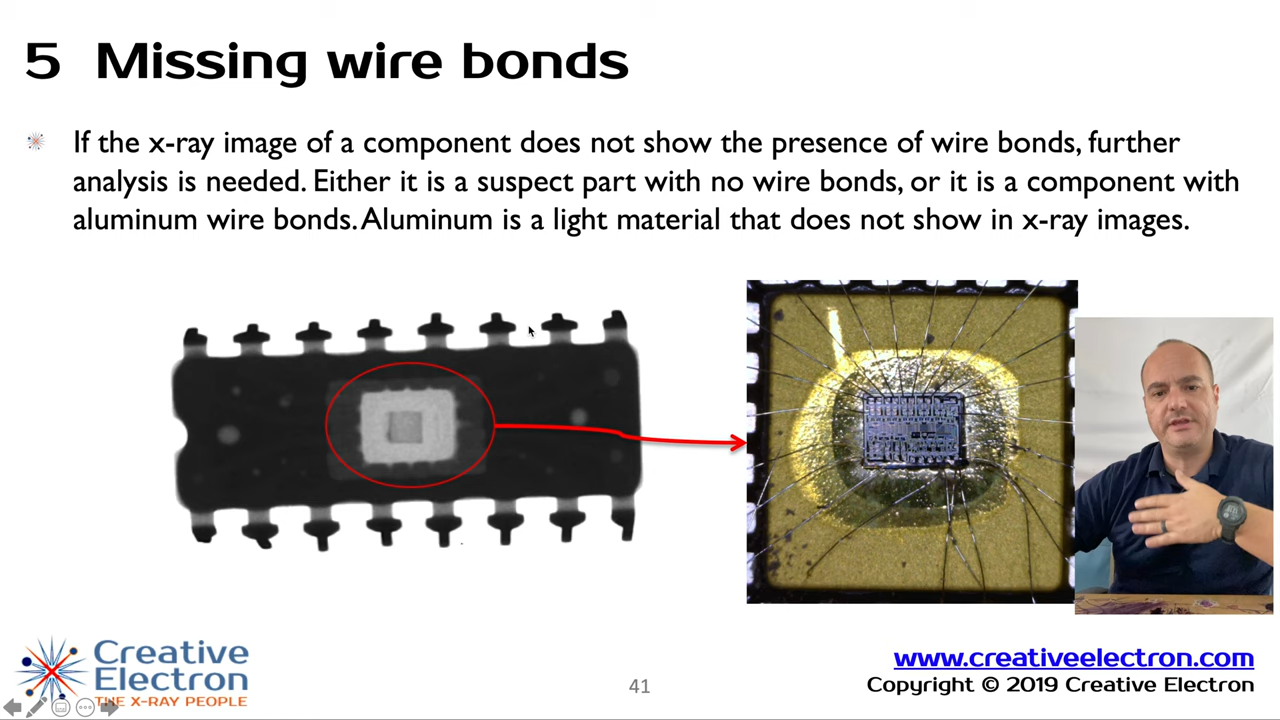 5 Missing wire bonds
If the x-ray image of a component does not show the presence of wire bonds, further
analysis is needed. Either it is a suspect part with no wire bonds, or it is a component with
aluminum wire bonds. Aluminum is a light material that does not show in x-ray images.
Creative
Electron
THE X-RAY PEOPLE
41
www.creativeelectron.com
Copyright © 2019 Creative Electron